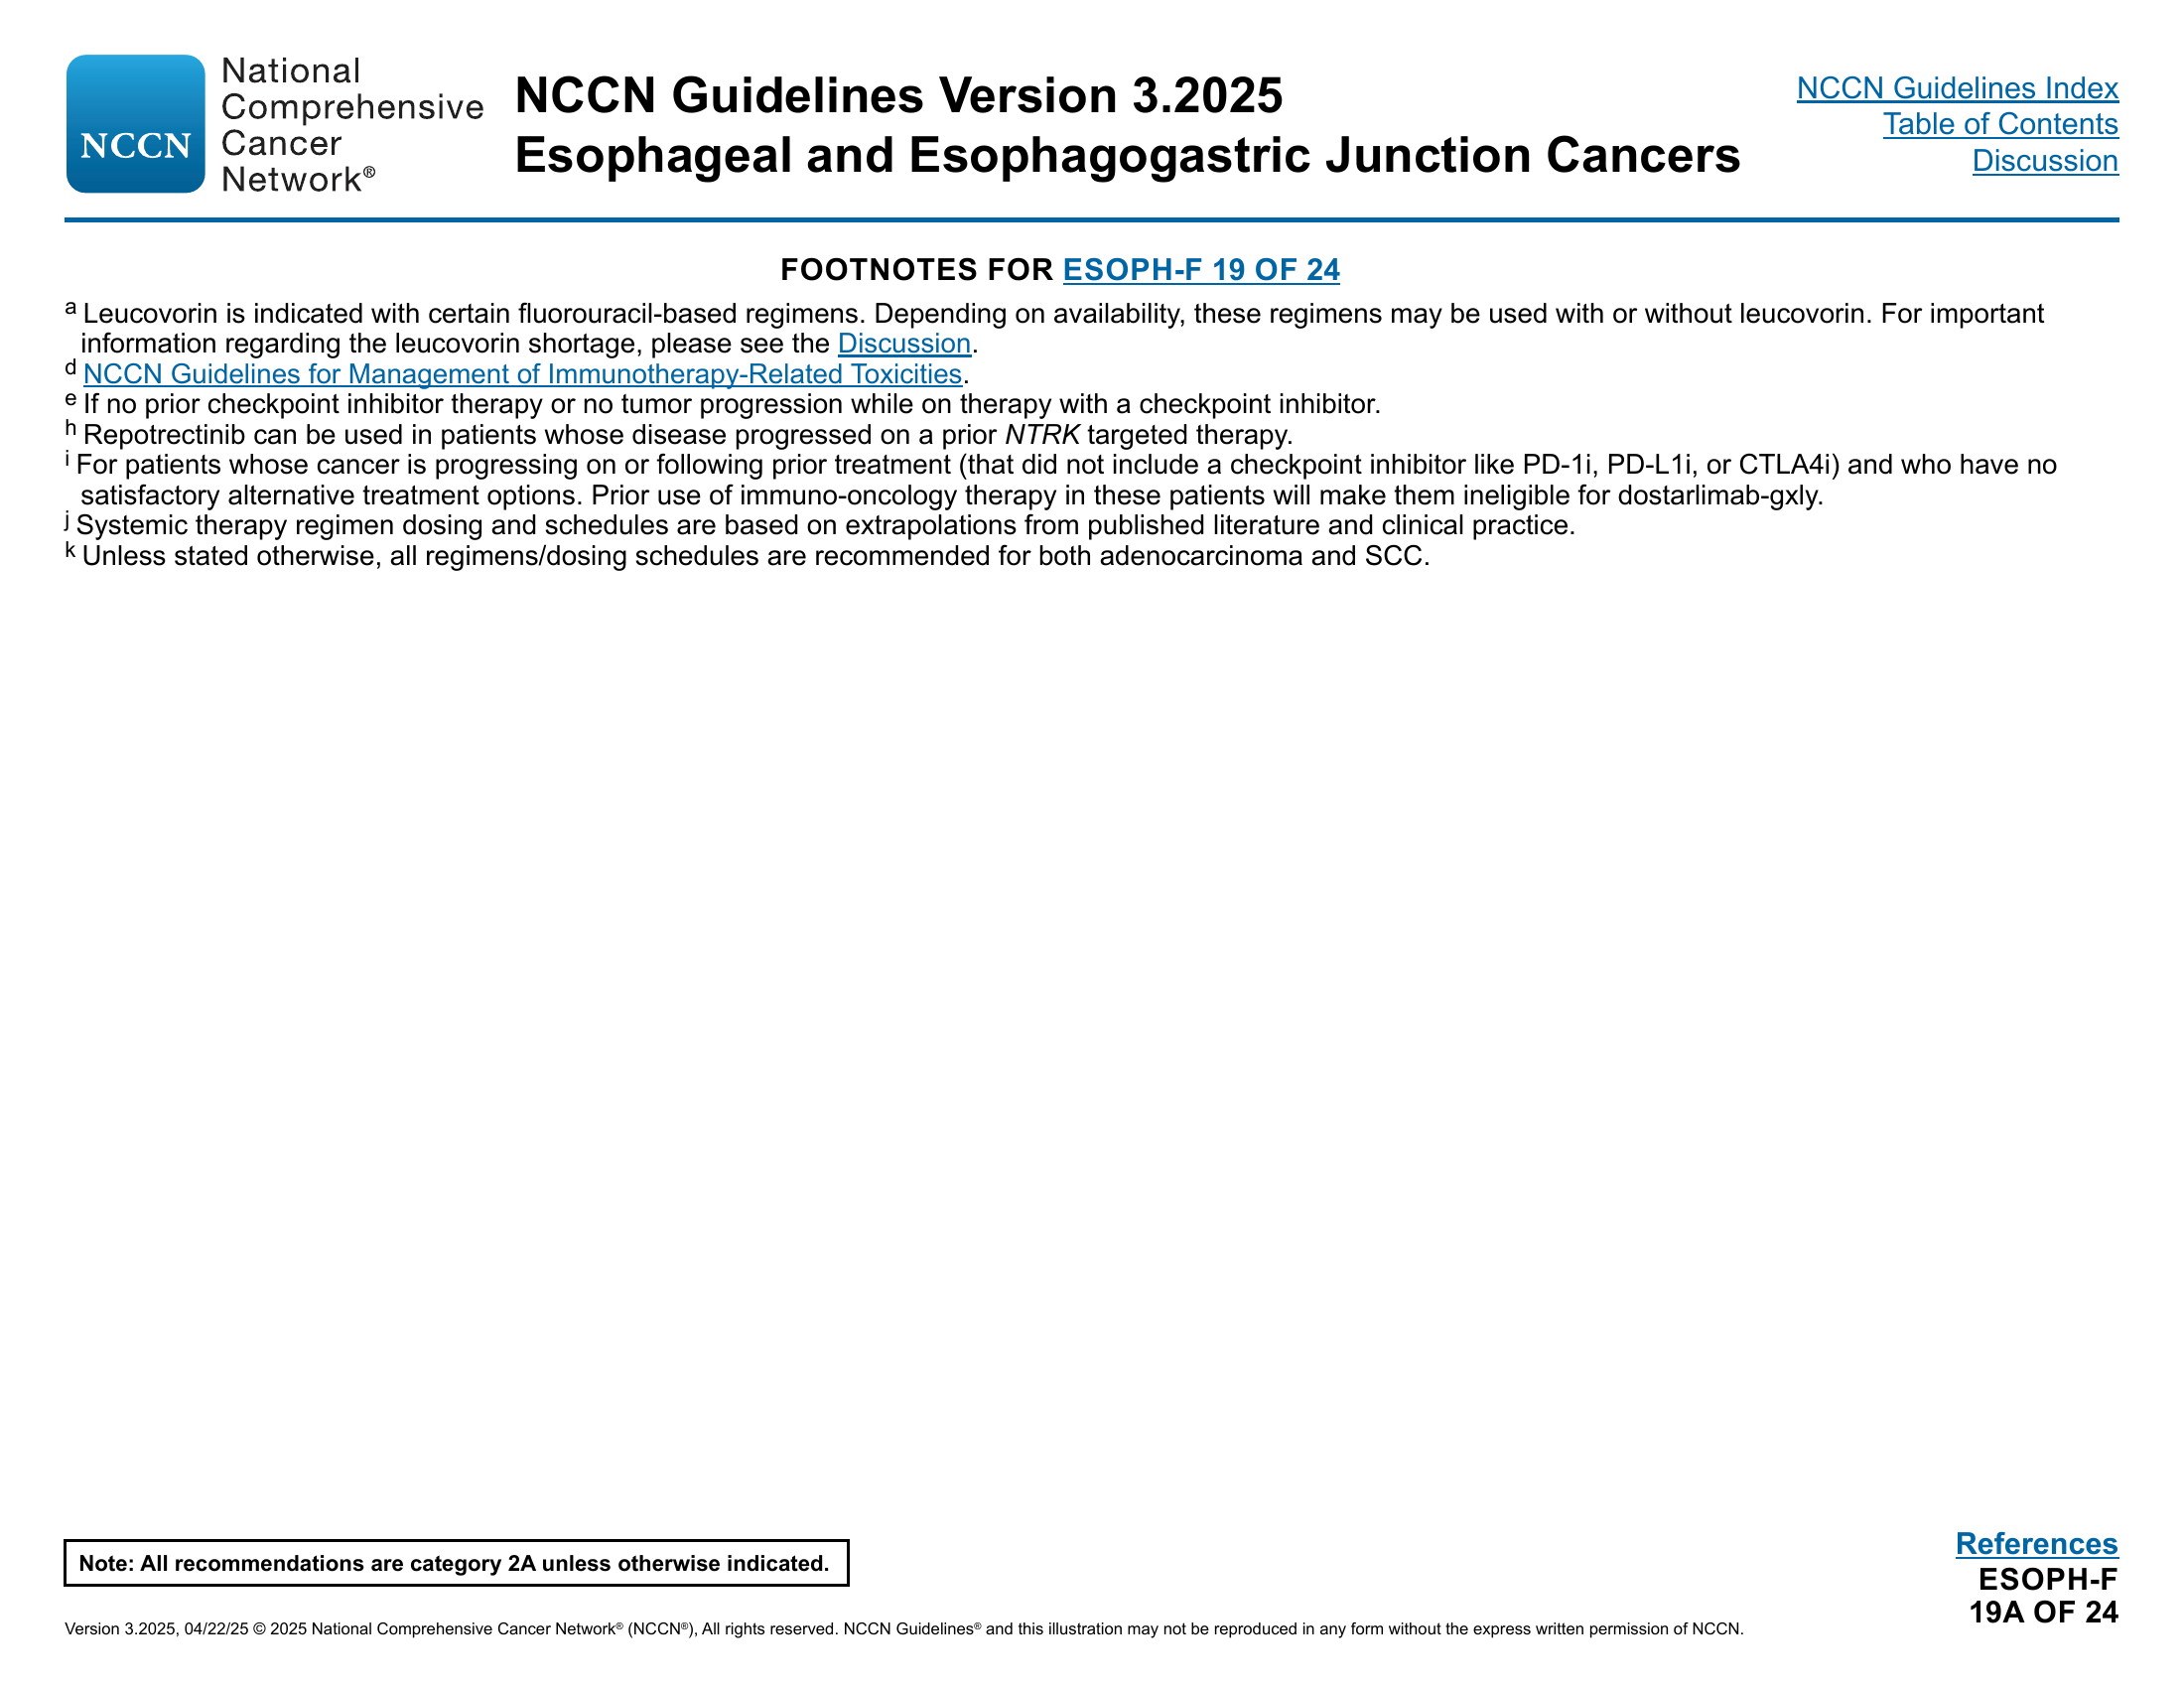 NCCN
National
Comprehensive
Cancer
Network®
NCCN Guidelines Version 3.2025
Esophageal and Esophagogastric Junction Cancers
NCCN Guidelines Index
Table of Contents
Discussion
FOOTNOTES FOR ESOPH-F 19 OF 24
a Leucovorin is indicated with certain fluorouracil-based regimens. Depending on availability, these regimens may be used with or without leucovorin. For important
information regarding the leucovorin shortage, please see the Discussion.
d NCCN Guidelines for Management of Immunotherapy-Related Toxicities.
e If no prior checkpoint inhibitor therapy or no tumor progression while on therapy with a checkpoint inhibitor.
h Repotrectinib can be used in patients whose disease progressed on a prior NTRK targeted therapy.
i For patients whose cancer is progressing on or following prior treatment (that did not include a checkpoint inhibitor like PD-1i, PD-L1i, or CTLA4i) and who have no
satisfactory alternative treatment options. Prior use of immuno-oncology therapy in these patients will make them ineligible for dostarlimab-gxly.
j Systemic therapy regimen dosing and schedules are based on extrapolations from published literature and clinical practice.
k Unless stated otherwise, all regimens/dosing schedules are recommended for both adenocarcinoma and SCC.
Note: All recommendations are category 2A unless otherwise indicated.
References
ESOPH-F
19A OF 24
Version 3.2025, 04/22/25 © 2025 National Comprehensive Cancer Network® (NCCN®), All rights reserved. NCCN Guidelines® and this illustration may not be reproduced in any form without the express written permission of NCCN.